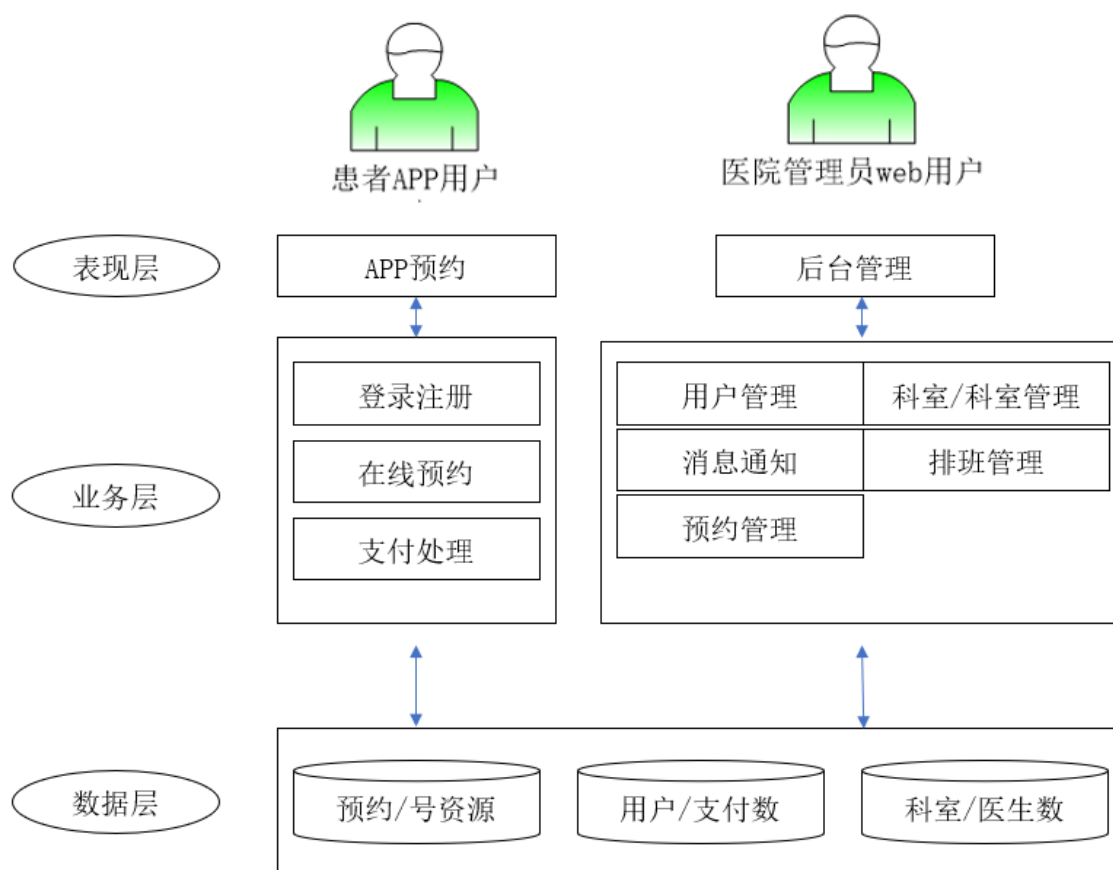 患者APP用户
医院管理员web用户
表现层
APP预约
后台管理
业务层
登录注册
在线预约
支付处理
用户管理
科室/科室管理
消息通知
排班管理
预约管理
数据层
预约/号资源
用户/支付数
科室/医生数